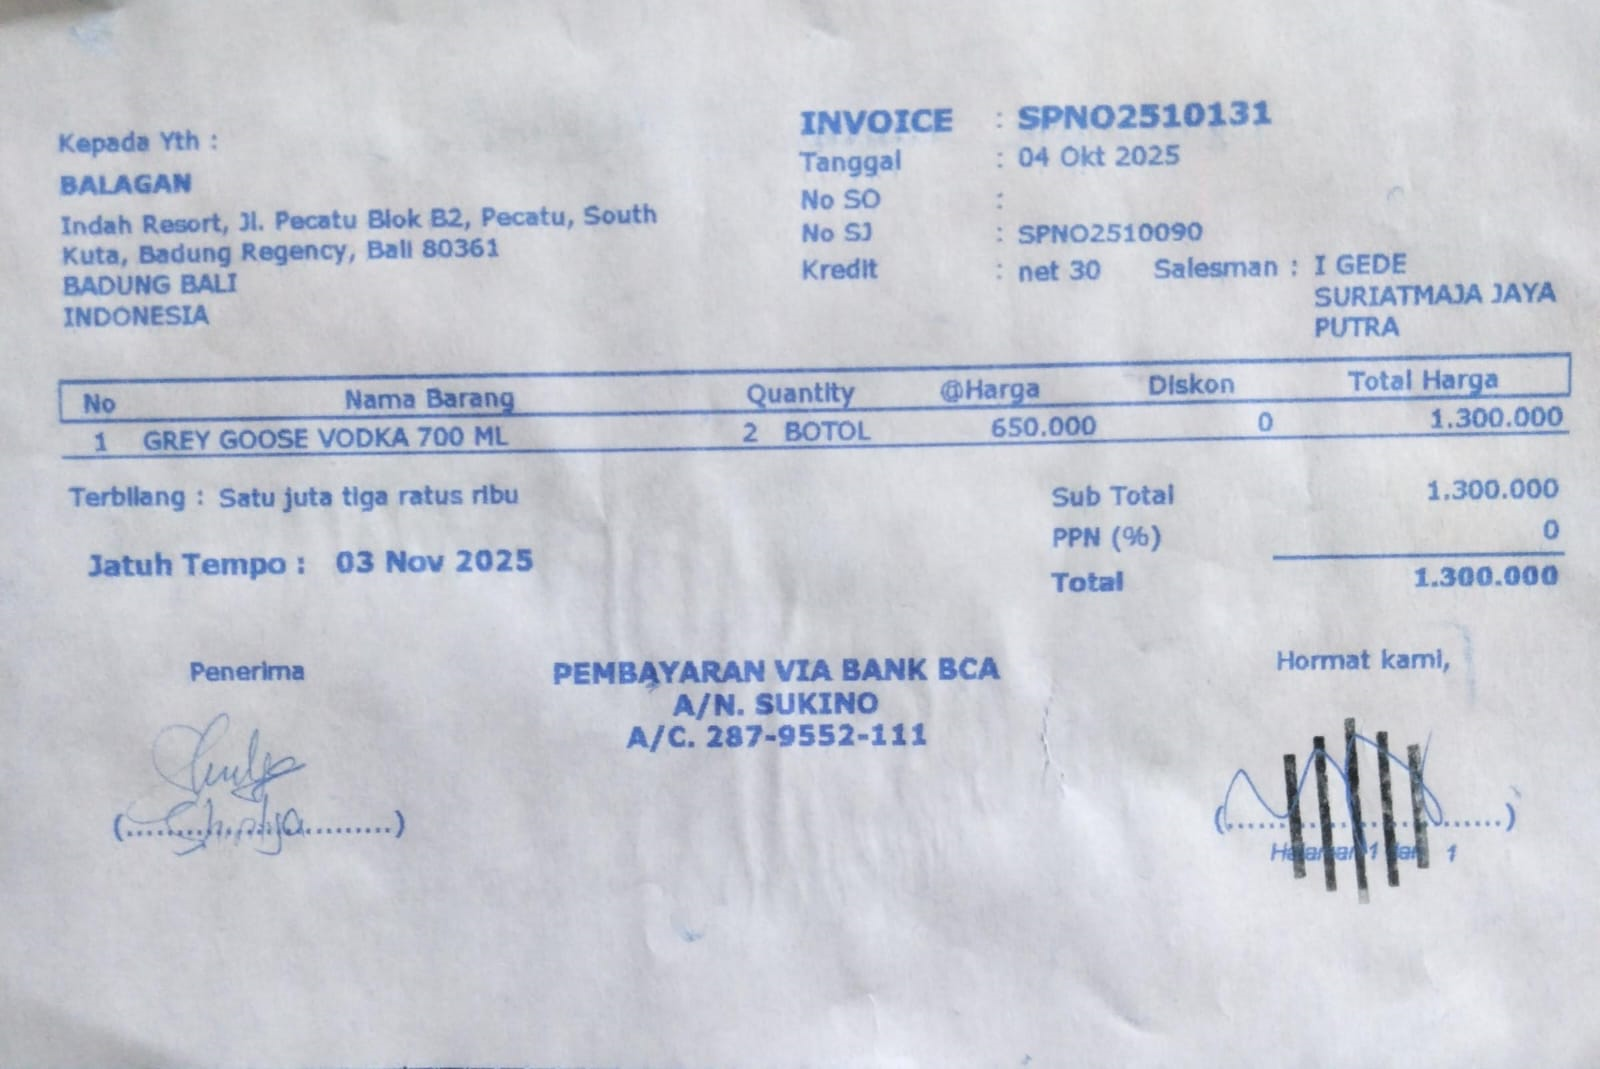 Kepada Yth :
BALAGAN
Indah Resort, Jl. Pecatu Blok B2, Pecatu, South
Kuta, Badung Regency, Bali 80361
BADUNG BALI
INDONESIA
INVOICE : SPNO2510131
Tanggal : 04 Okt 2025
No SO :
No SJ : SPNO2510090
Kredit : net 30 Salesman : I GEDE
SURIATMAJA JAYA
PUTRA
No Nama Barang Quantity @Harga Diskon Total Harga
1 GREY GOOSE VODKA 700 ML 2 BOTOL 650.000 0 1.300.000
Terbilang : Satu juta tiga ratus ribu
Jatuh Tempo : 03 Nov 2025
Sub Total 1.300.000
PPN (%) 0
Total 1.300.000
Penerima
PEMBAYARAN VIA BANK BCA
A/N. SUKINO
A/C. 287-9552-111
Hormat kami,
(..............................)
(..............................)
Halaman 1 dari 1